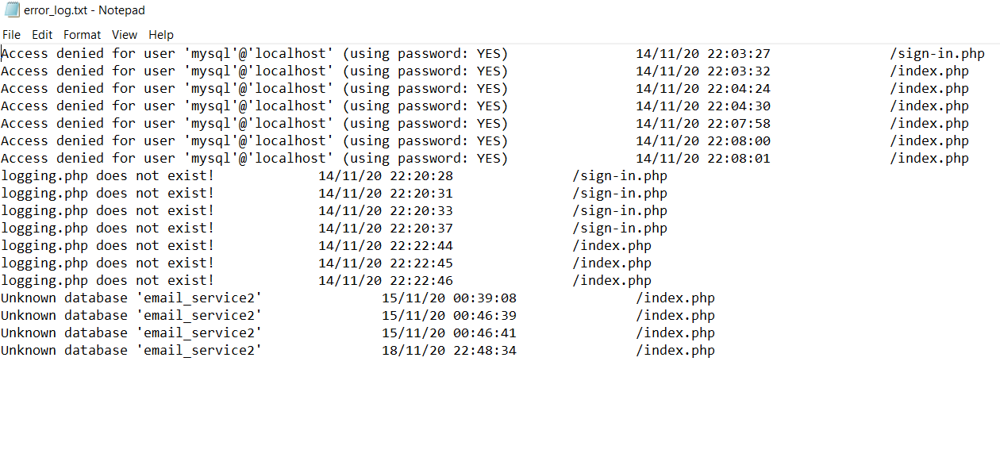 error_log.txt - Notepad
File Edit Format View Help
Access denied for user 'mysql'@'localhost' (using password: YES) 14/11/20 22:03:27 /sign-in.php
Access denied for user 'mysql'@'localhost' (using password: YES) 14/11/20 22:03:32 /index.php
Access denied for user 'mysql'@'localhost' (using password: YES) 14/11/20 22:04:24 /index.php
Access denied for user 'mysql'@'localhost' (using password: YES) 14/11/20 22:04:30 /index.php
Access denied for user 'mysql'@'localhost' (using password: YES) 14/11/20 22:07:58 /index.php
Access denied for user 'mysql'@'localhost' (using password: YES) 14/11/20 22:08:00 /index.php
Access denied for user 'mysql'@'localhost' (using password: YES) 14/11/20 22:08:01 /index.php
logging.php does not exist! 14/11/20 22:20:28 /sign-in.php
logging.php does not exist! 14/11/20 22:20:31 /sign-in.php
logging.php does not exist! 14/11/20 22:20:33 /sign-in.php
logging.php does not exist! 14/11/20 22:20:37 /sign-in.php
logging.php does not exist! 14/11/20 22:22:44 /index.php
logging.php does not exist! 14/11/20 22:22:45 /index.php
logging.php does not exist! 14/11/20 22:22:46 /index.php
Unknown database 'email_service2' 15/11/20 00:39:08 /index.php
Unknown database 'email_service2' 15/11/20 00:46:39 /index.php
Unknown database 'email_service2' 15/11/20 00:46:41 /index.php
Unknown database 'email_service2' 18/11/20 22:48:34 /index.php